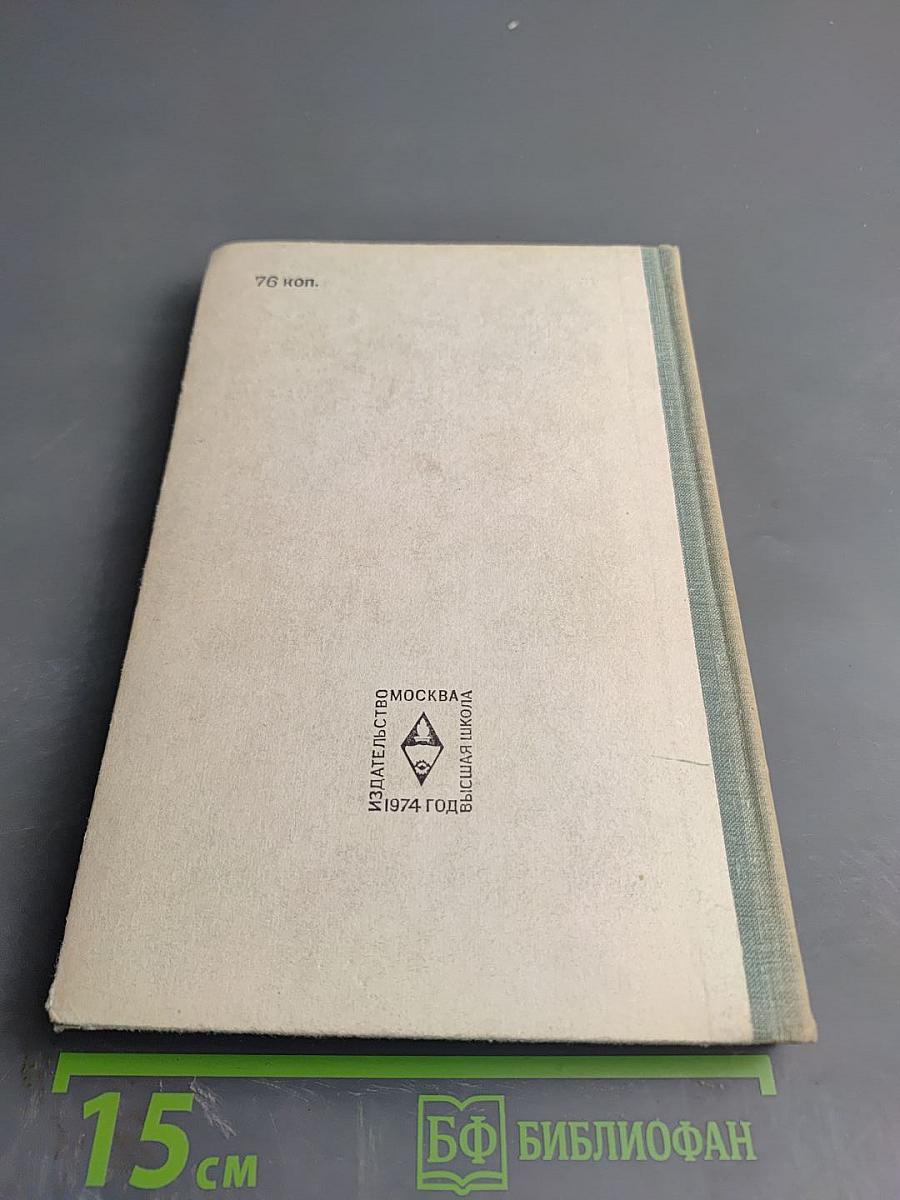 76 коп.
МОСКВА
ИЗДАТЕЛЬСТВО
ВЫСШАЯ ШКОЛА
1974 ГОД
15 см
БФ БИБЛИОФАН